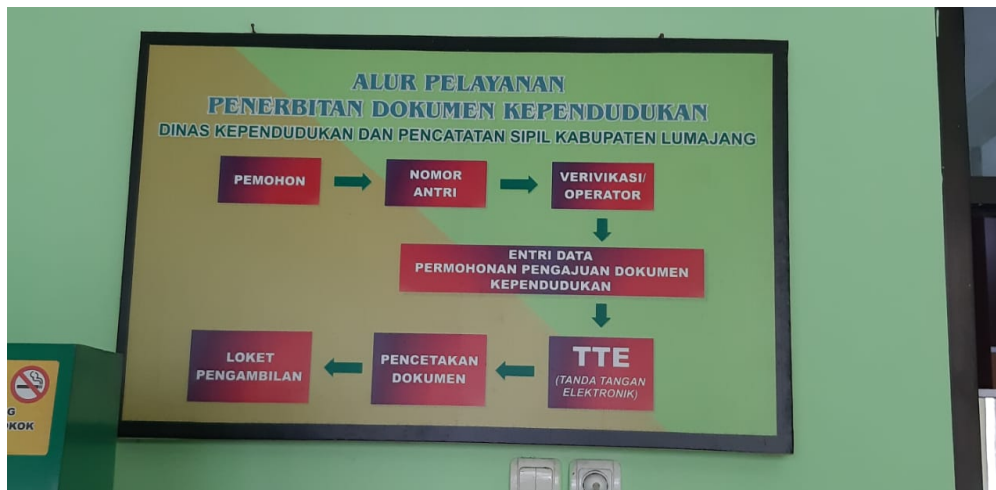 ALUR PELAYANAN
PENERBITAN DOKUMEN KEPENDUDUKAN
DINAS KEPENDUDUKAN DAN PENCATATAN SIPIL KABUPATEN LUMAJANG
PEMOHON
NOMOR
ANTRI
VERIVIKASI/
OPERATOR
ENTRI DATA
PERMOHONAN PENGAJUAN DOKUMEN
KEPENDUDUKAN
TTE
(TANDA TANGAN
ELEKTRONIK)
PENCETAKAN
DOKUMEN
LOKET
PENGAMBILAN